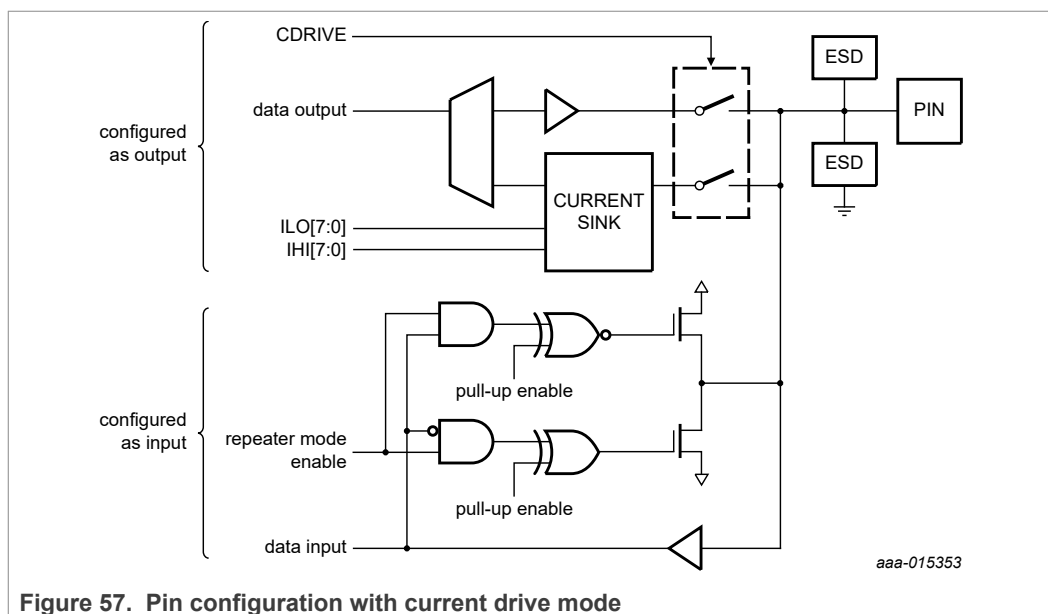 CDRIVE
ESD
data output
PIN
configured
as output
ESD
CURRENT
SINK
ILO[7:0]
IHI[7:0]
pull-up enable
configured
as input
repeater mode
enable
pull-up enable
data input
aaa-015353
Figure 57. Pin configuration with current drive mode